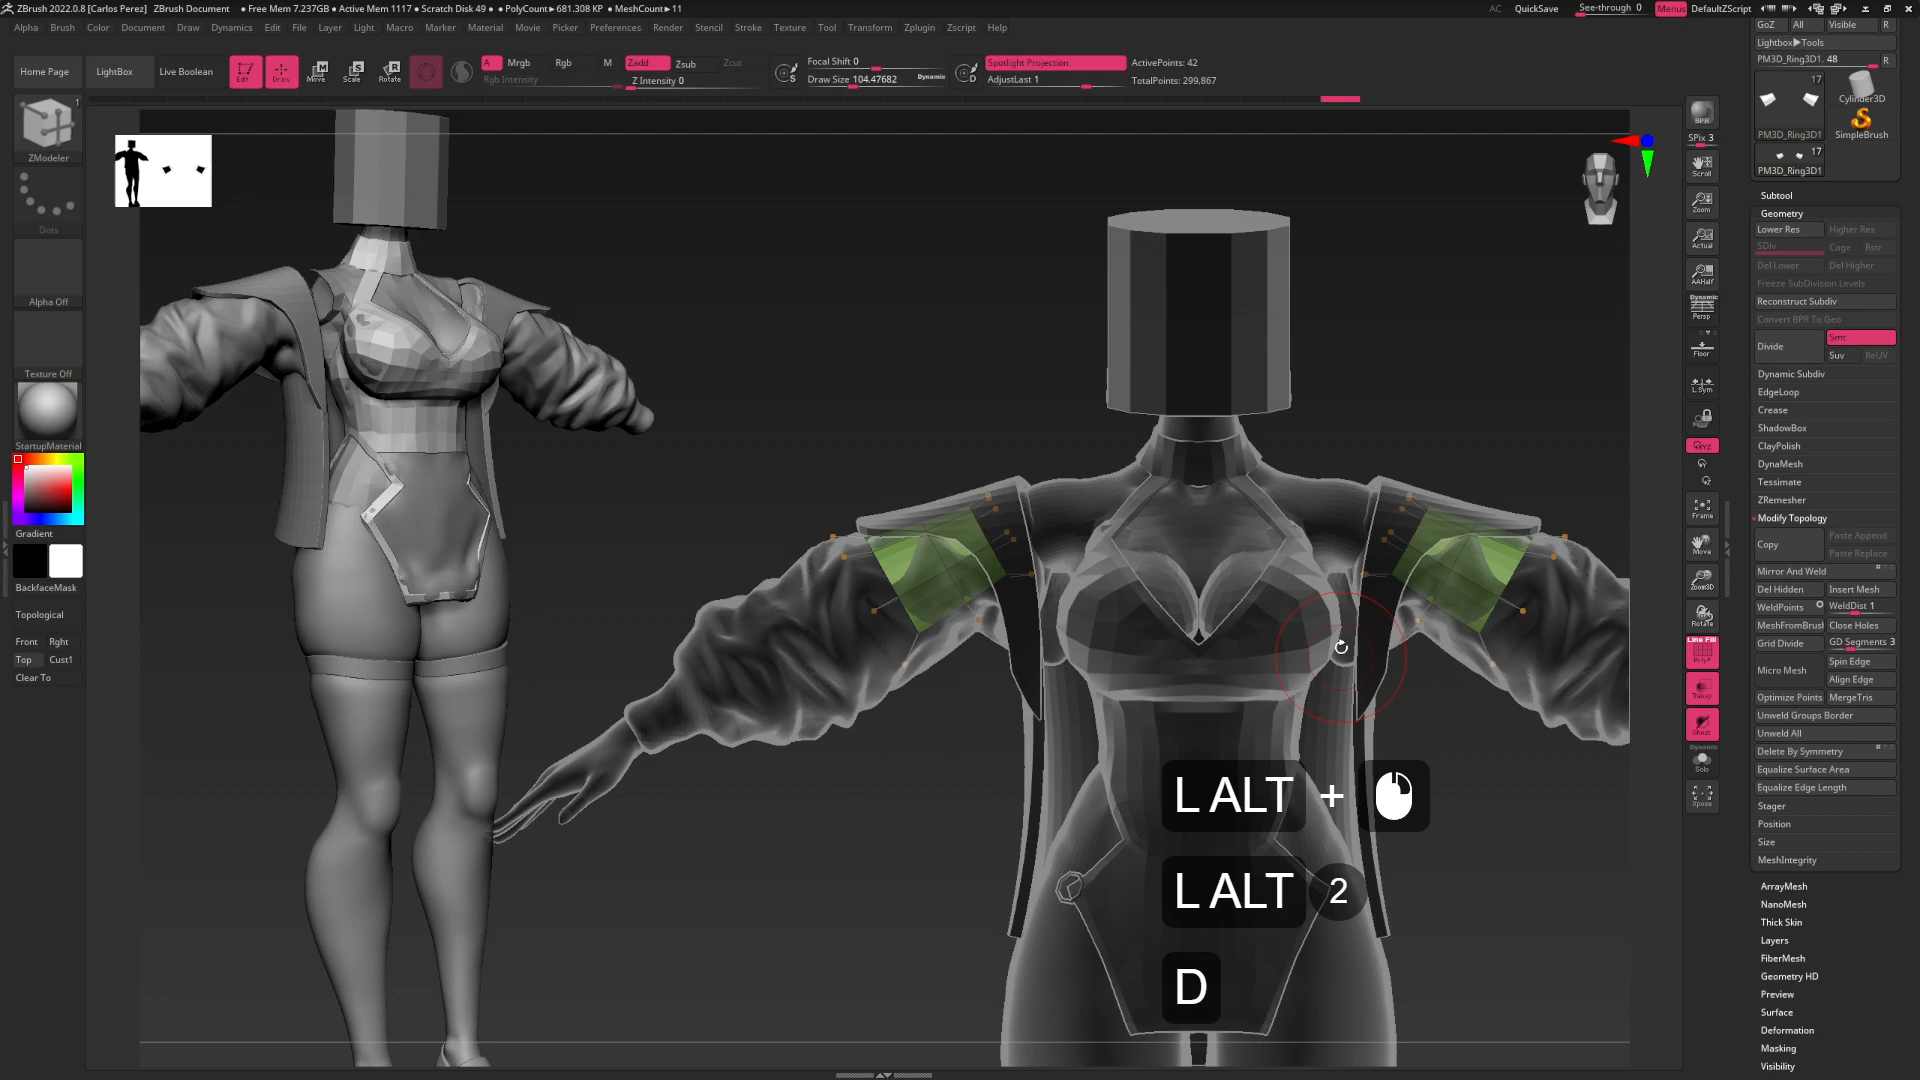 ZBrush 2022.0.8 [Carlos Perez] ZBrush Document • Free Mem 7.237GB • Active Mem 1117 • Scratch Disk 49 • PolyCount▸ 681.308 KP • MeshCount▸ 11
AC QuickSave See-through 0 Menus DefaultZScript
Alpha Brush Color Document Draw Dynamics Edit File Layer Light Macro Marker Material Movie Picker Preferences Render Stencil Stroke Texture Tool Transform Zplugin Zscript Help
Home Page LightBox Live Boolean Edit Draw Move Scale Rotate
A Mrgb Rgb M Zadd Zsub Zcut
Rgb Intensity Z Intensity 0
Focal Shift 0
Draw Size 104.47682 Dynamic
Spotlight Projection ActivePoints: 42
AdjustLast 1 TotalPoints: 299,867
1
ZModeler
Dots
Alpha Off
Texture Off
StartupMaterial
Gradient
BackfaceMask
Topological
Front Rght
Top Cust1
Clear To
L ALT +
L ALT 2
D
BPR
SPix 3
Scroll
Zoom
Actual
AAHalf
Dynamic
Persp
Floor
L.Sym
XYZ
Frame
Move
Zoom3D
Rotate
Line Fill
PolyF
Transp
Ghost
Dynamic
Solo
Xpose
GoZ All Visible R
Lightbox▶Tools
PM3D_Ring3D1. 48 R
17
Cylinder3D
PM3D_Ring3D1 SimpleBrush
17
PM3D_Ring3D1
Subtool
Geometry
Lower Res Higher Res
SDiv Cage Rstr
Del Lower Del Higher
Freeze SubDivision Levels
Reconstruct Subdiv
Convert BPR To Geo
Divide Smt
Suv ReUV
Dynamic Subdiv
EdgeLoop
Crease
ShadowBox
ClayPolish
DynaMesh
Tessimate
ZRemesher
Modify Topology
Copy Paste Append
Paste Replace
Mirror And Weld
Del Hidden Insert Mesh
WeldPoints WeldDist 1
MeshFromBrush Close Holes
Grid Divide GD Segments 3
Micro Mesh Spin Edge
Align Edge
Optimize Points MergeTris
Unweld Groups Border
Unweld All
Delete By Symmetry
Equalize Surface Area
Equalize Edge Length
Stager
Position
Size
MeshIntegrity
ArrayMesh
NanoMesh
Thick Skin
Layers
FiberMesh
Geometry HD
Preview
Surface
Deformation
Masking
Visibility